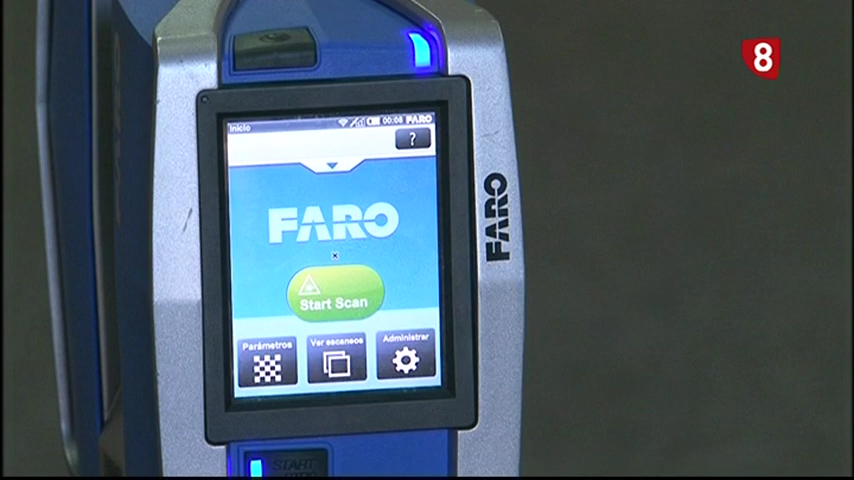 8
Inicio 00:08 FARO
?
FARO
FARO
Start Scan
Parámetros Ver escaneos Administrar
START